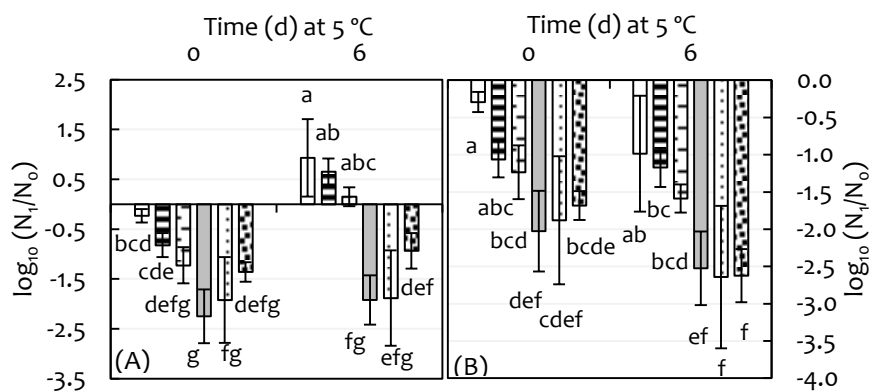 Time (d) at 5 ºC
0 6
2.5
1.5
0.5
-0.5
-1.5
-2.5
-3.5
log₁₀ (N₁/N₀)
a
ab
abc
bcd
cde
defg
g
fg
defg
fg
efg
def
(A)
Time (d) at 5 ºC
0 6
0.0
-0.5
-1.0
-1.5
-2.0
-2.5
-3.0
-3.5
-4.0
log₁₀ (N₁/N₀)
a
abc
bcd
def
cdef
bcde
ab
bc
bcd
ef
f
f
(B)